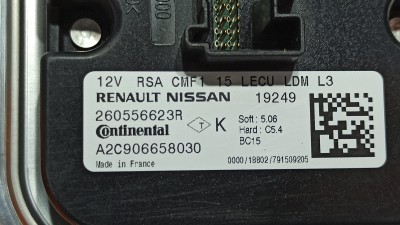 12V RSA CMF1 15 LECU LDM L3
RENAULT NISSAN 19249
260556623R
Soft : 5.06
Continental
T K
Hard : C5.4
A2C906658030
BC15
Made in France
0000/18802/791509205